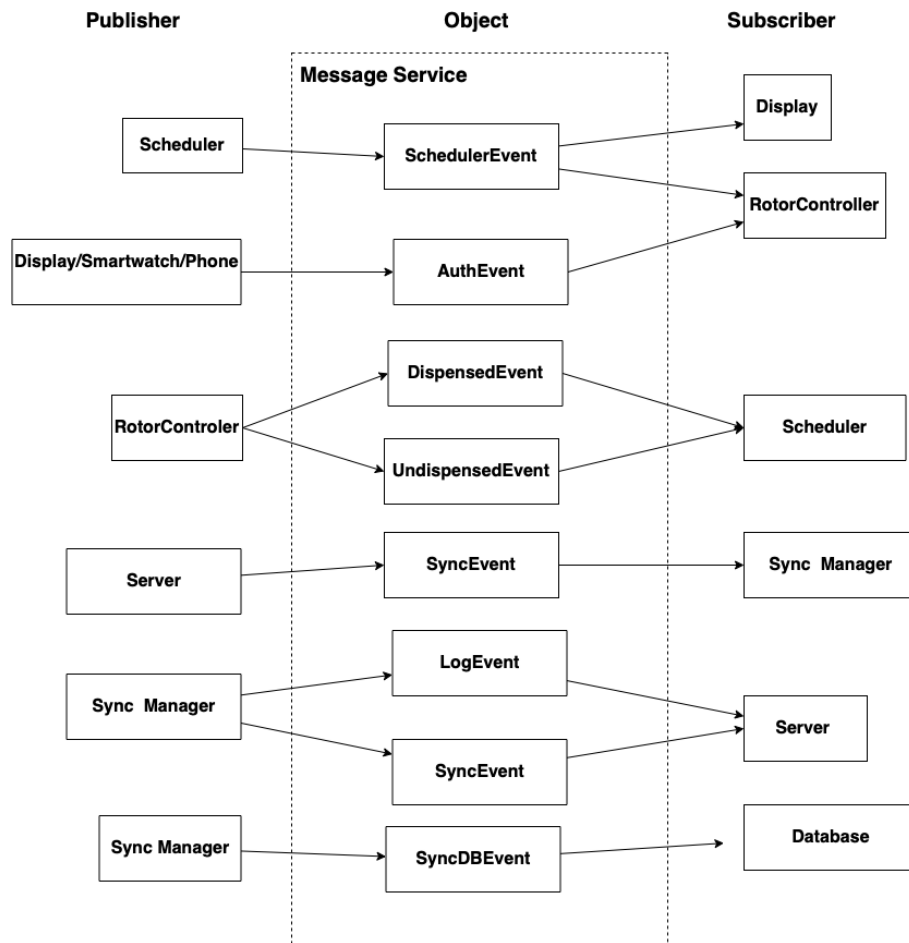 Publisher Object Subscriber
Message Service
Display
Scheduler
SchedulerEvent
RotorController
Display/Smartwatch/Phone
AuthEvent
DispensedEvent
RotorControler
Scheduler
UndispensedEvent
Server
SyncEvent
Sync Manager
LogEvent
Sync Manager
Server
SyncEvent
Sync Manager
SyncDBEvent
Database